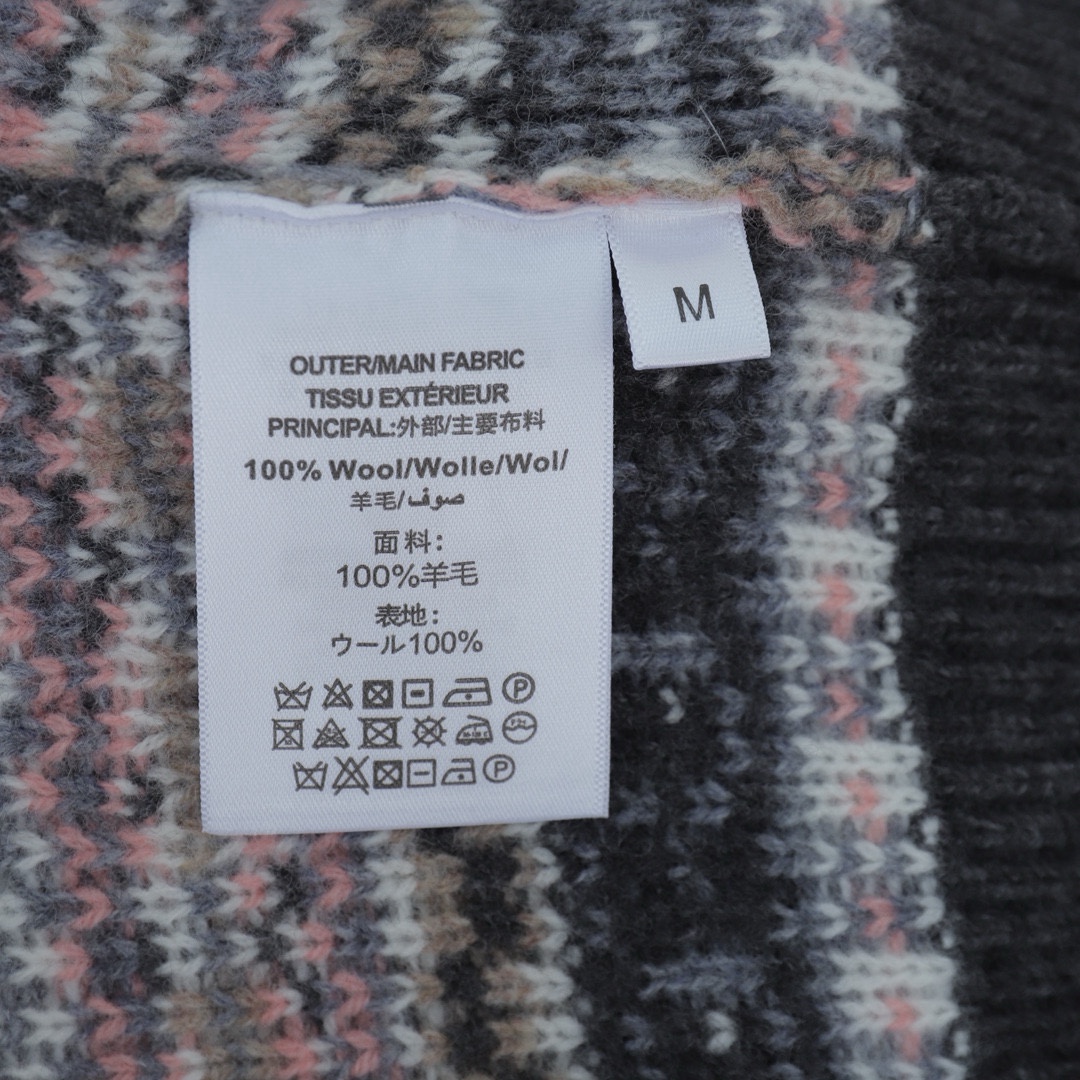 OUTER/MAIN FABRIC
TISSU EXTÉRIEUR
PRINCIPAL:外部/主要布料
100% Wool/Wolle/Wol/
羊毛/صوف
面料:
100%羊毛
表地:
ウール100%
P
P
M